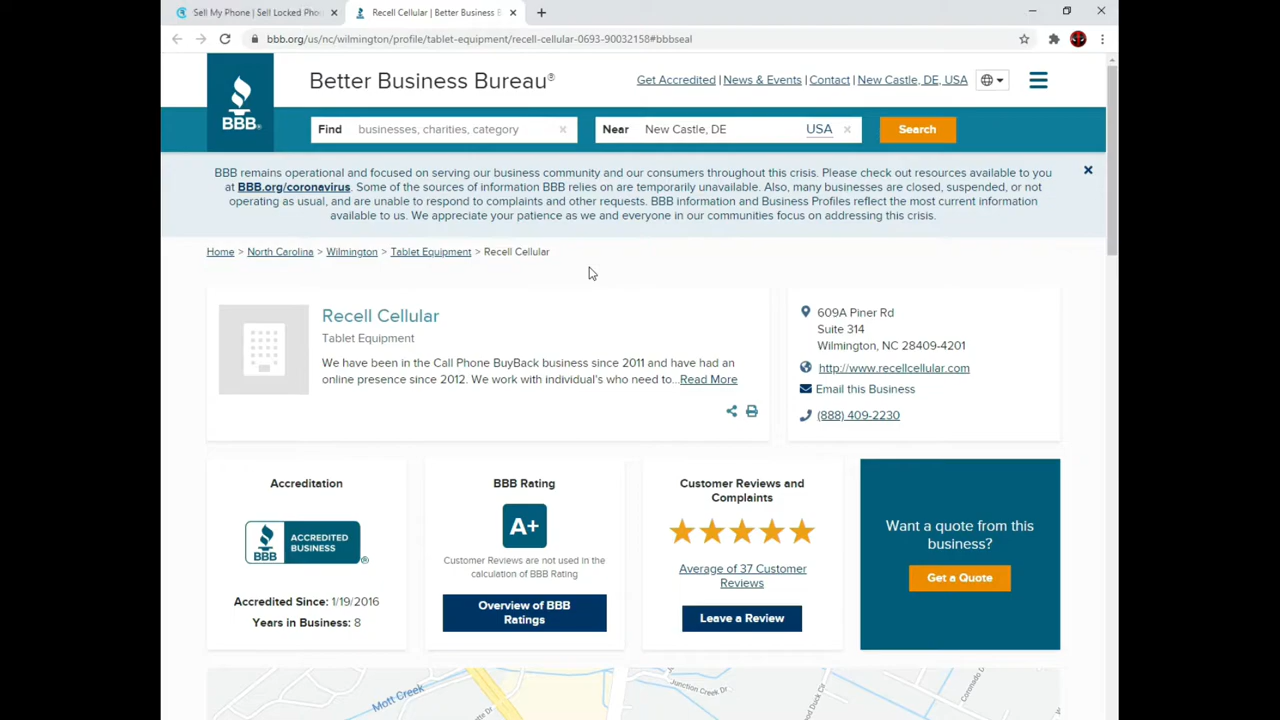 Sell My Phone | Sell Locked Pho
Recell Cellular | Better Business B
bbb.org/us/nc/wilmington/profile/tablet-equipment/recell-cellular-0693-90032158#bbbseal
BBB®
Better Business Bureau®
Get Accredited | News & Events | Contact | New Castle, DE, USA
Find businesses, charities, category
Near New Castle, DE USA
Search
BBB remains operational and focused on serving our business community and our consumers throughout this crisis. Please check out resources available to you
at BBB.org/coronavirus. Some of the sources of information BBB relies on are temporarily unavailable. Also, many businesses are closed, suspended, or not
operating as usual, and are unable to respond to complaints and other requests. BBB information and Business Profiles reflect the most current information
available to us. We appreciate your patience as we and everyone in our communities focus on addressing this crisis.
Home > North Carolina > Wilmington > Tablet Equipment > Recell Cellular
Recell Cellular
Tablet Equipment
We have been in the Call Phone BuyBack business since 2011 and have had an
online presence since 2012. We work with individual's who need to...Read More
609A Piner Rd
Suite 314
Wilmington, NC 28409-4201
http://www.recellcellular.com
Email this Business
(888) 409-2230
Accreditation
BBB ACCREDITED
BUSINESS ®
Accredited Since: 1/19/2016
Years in Business: 8
BBB Rating
A+
Customer Reviews are not used in the
calculation of BBB Rating
Overview of BBB
Ratings
Customer Reviews and
Complaints
Average of 37 Customer
Reviews
Leave a Review
Want a quote from this
business?
Get a Quote
Mott Creek
Junction Creek Dr